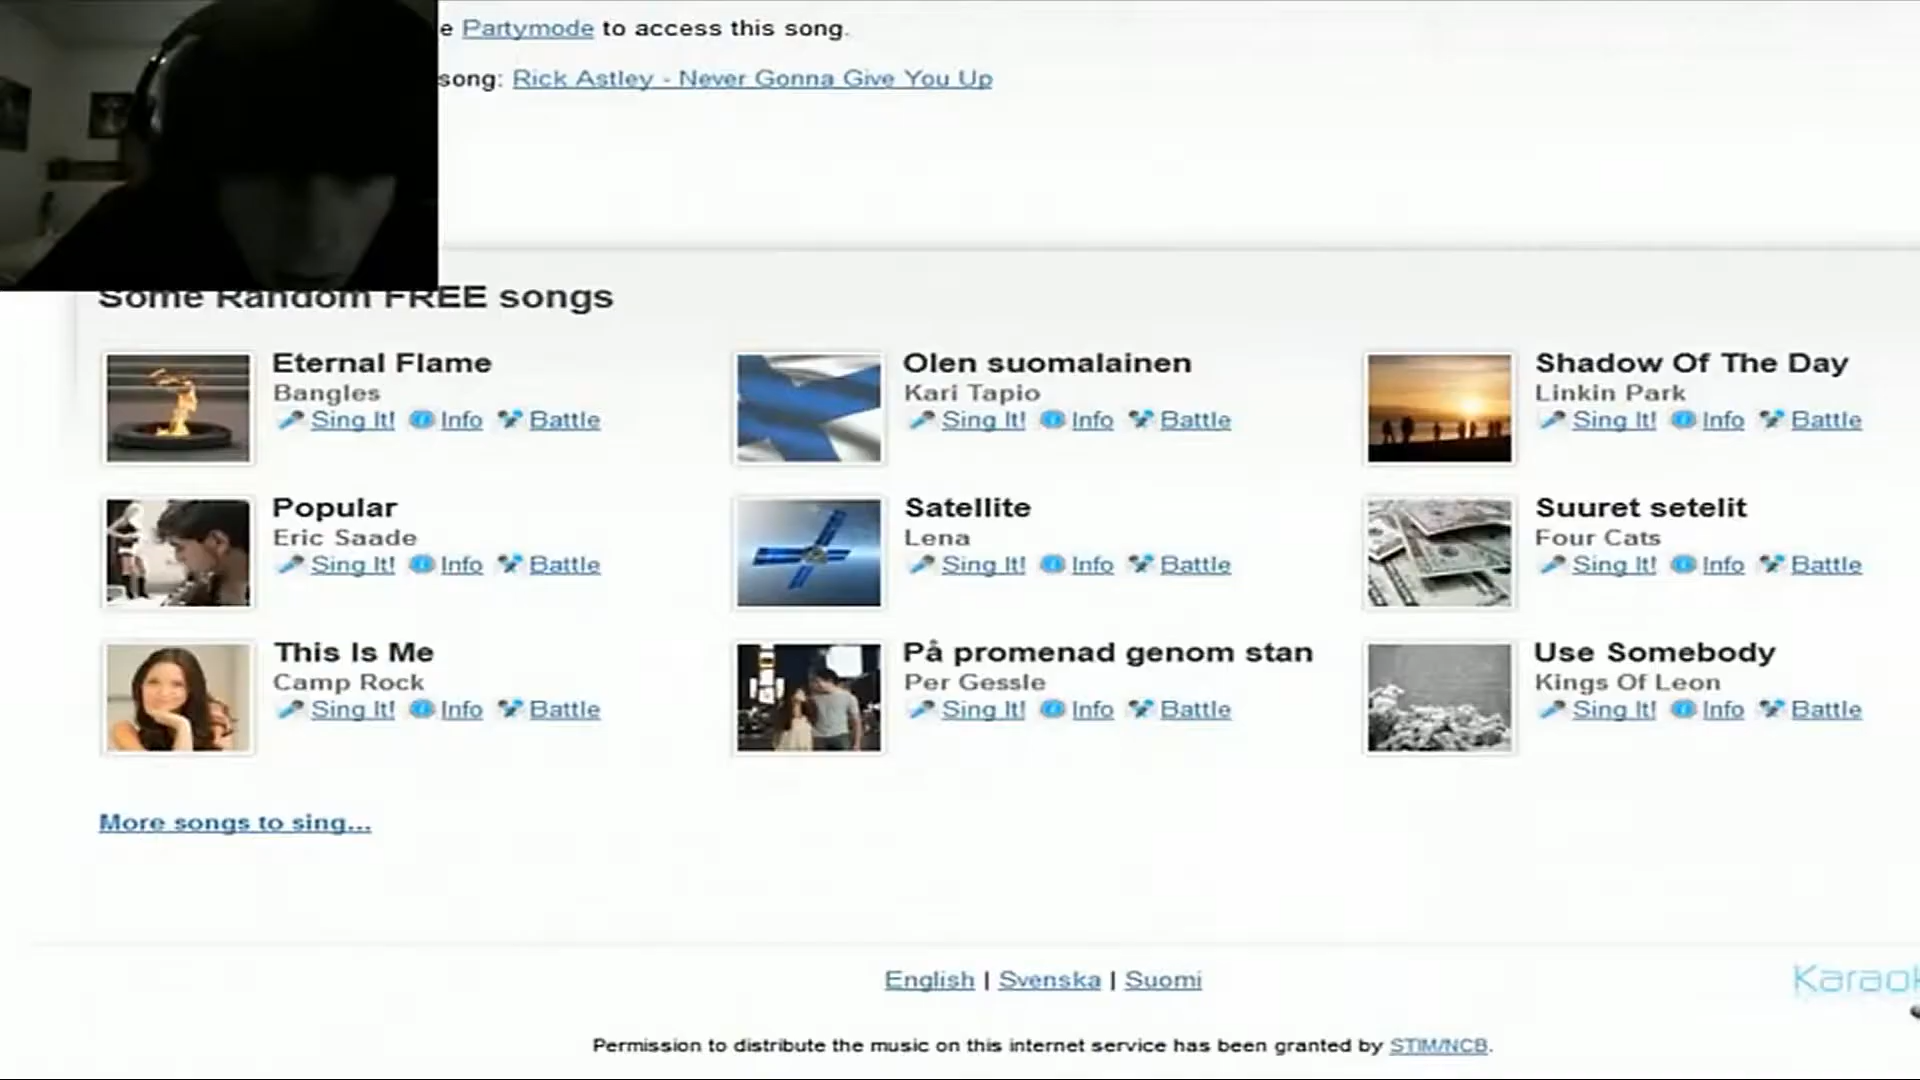 e Partymode to access this song.
song: Rick Astley - Never Gonna Give You Up
Some Random FREE songs
Eternal Flame
Bangles
Sing It! Info Battle
Olen suomalainen
Kari Tapio
Sing It! Info Battle
Shadow Of The Day
Linkin Park
Sing It! Info Battle
Popular
Eric Saade
Sing It! Info Battle
Satellite
Lena
Sing It! Info Battle
Suuret setelit
Four Cats
Sing It! Info Battle
This Is Me
Camp Rock
Sing It! Info Battle
På promenad genom stan
Per Gessle
Sing It! Info Battle
Use Somebody
Kings Of Leon
Sing It! Info Battle
More songs to sing...
English | Svenska | Suomi
Karaok
Permission to distribute the music on this internet service has been granted by STIM/NCB.